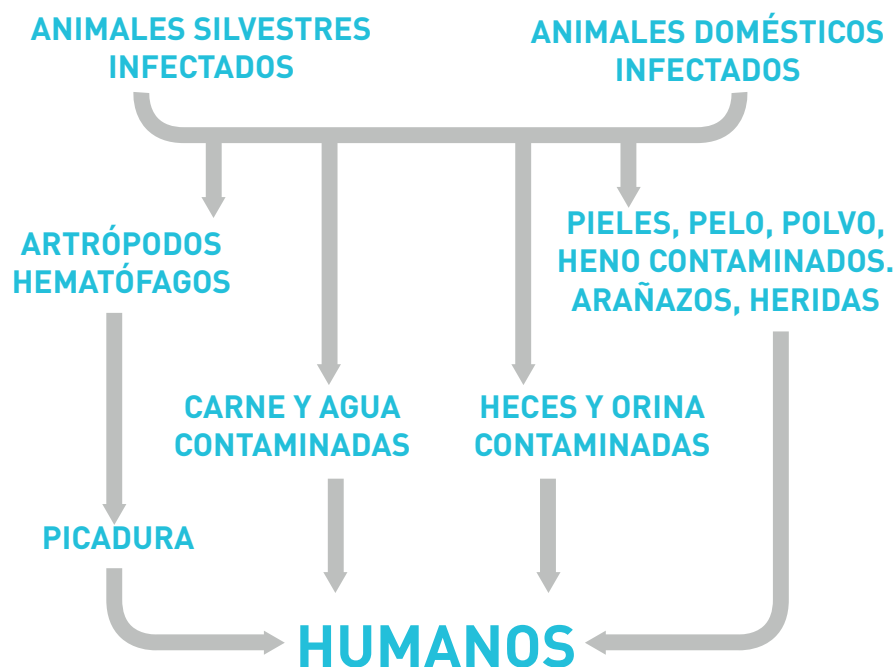 ANIMALES SILVESTRES
INFECTADOS
ANIMALES DOMÉSTICOS
INFECTADOS
ARTRÓPODOS
HEMATÓFAGOS
PIELES, PELO, POLVO,
HENO CONTAMINADOS.
ARAÑAZOS, HERIDAS
CARNE Y AGUA
CONTAMINADAS
HECES Y ORINA
CONTAMINADAS
PICADURA
HUMANOS